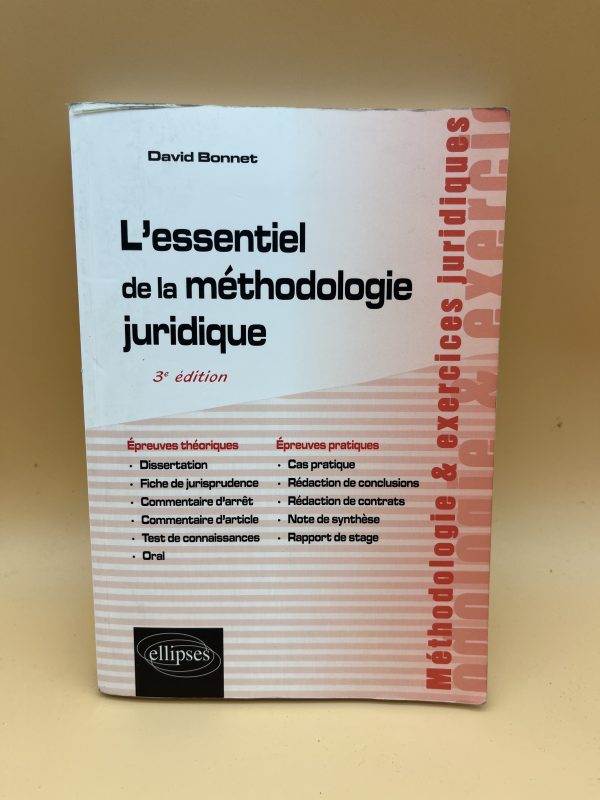 David Bonnet
L'essentiel
de la méthodologie
juridique
3e édition
Épreuves théoriques
• Dissertation
• Fiche de jurisprudence
• Commentaire d'arrêt
• Commentaire d'article
• Test de connaissances
• Oral
Épreuves pratiques
• Cas pratique
• Rédaction de conclusions
• Rédaction de contrats
• Note de synthèse
• Rapport de stage
Méthodologie & exercices juridiques
ellipses